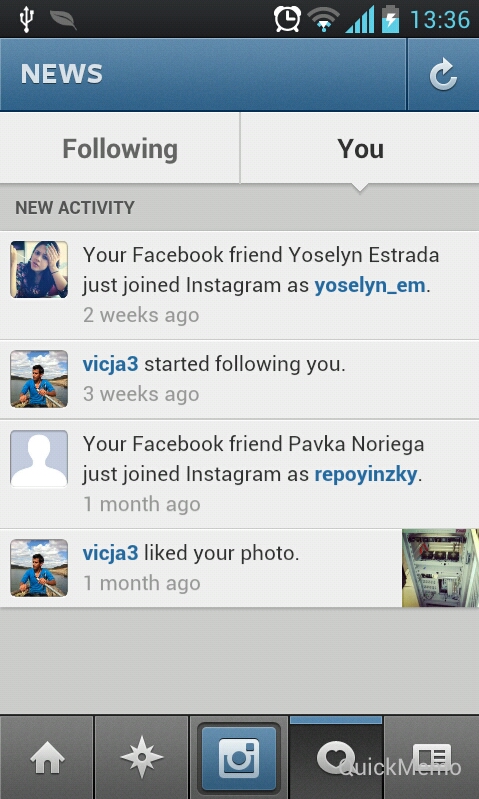 13:36
NEWS
Following
You
NEW ACTIVITY
Your Facebook friend Yoselyn Estrada
just joined Instagram as yoselyn_em.
2 weeks ago
vicja3 started following you.
3 weeks ago
Your Facebook friend Pavka Noriega
just joined Instagram as repoyinzky.
1 month ago
vicja3 liked your photo.
1 month ago
QuickMemo